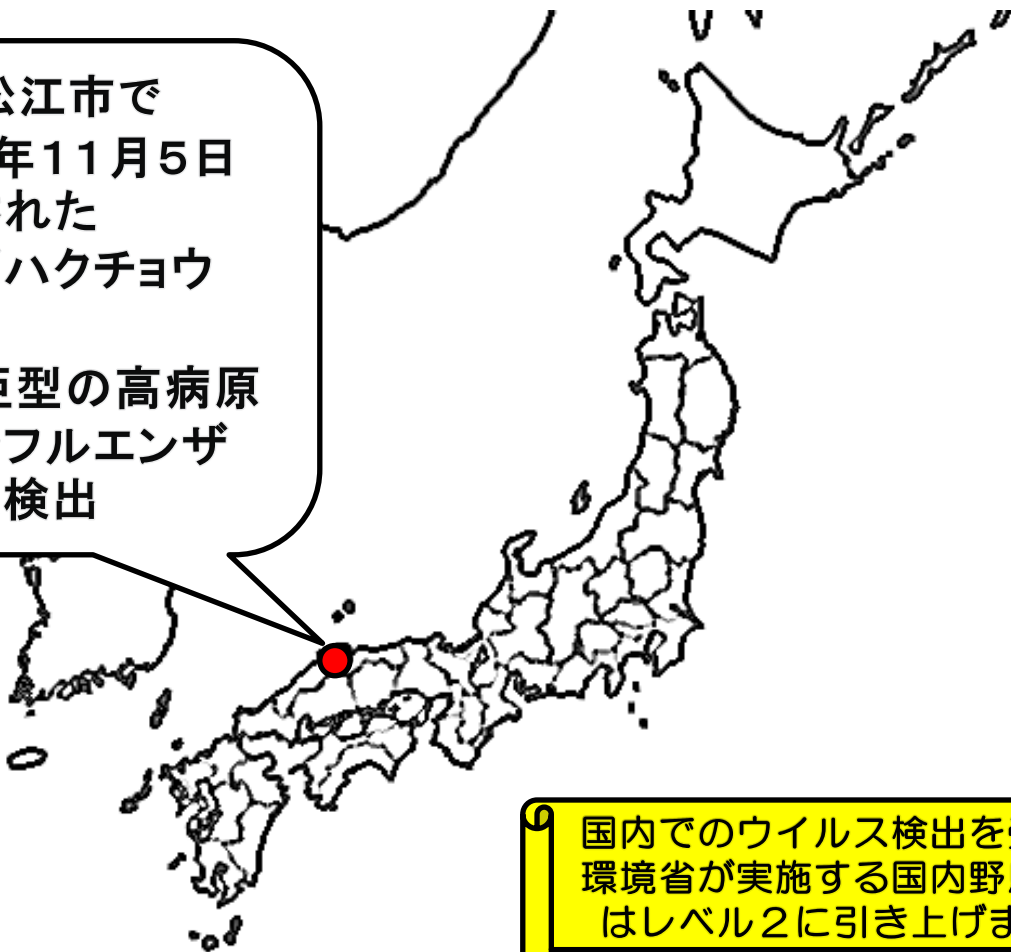 松江市で
年１１月５日
された
ハクチョウ
亜型の高病原
フルエンザ
検出
国内でのウイルス検出を受
環境省が実施する国内野
はレベル２に引き上げま